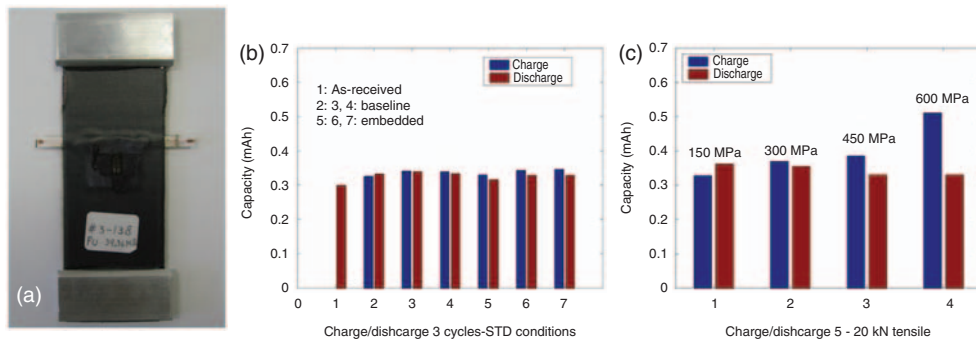 (a)
#3-138
(b)
Capacity (mAh)
0.7
0.6
0.5
0.4
0.3
0.2
0.1
0
Charge
Discharge
1: As-received
2: 3, 4: baseline
5: 6, 7: embedded
0 1 2 3 4 5 6 7
Charge/dishcarge 3 cycles-STD conditions
(c)
Capacity (mAh)
0.7
0.6
0.5
0.4
0.3
0.2
0.1
0
Charge
Discharge
150 MPa
300 MPa
450 MPa
600 MPa
1 2 3 4
Charge/dishcarge 5 - 20 kN tensile